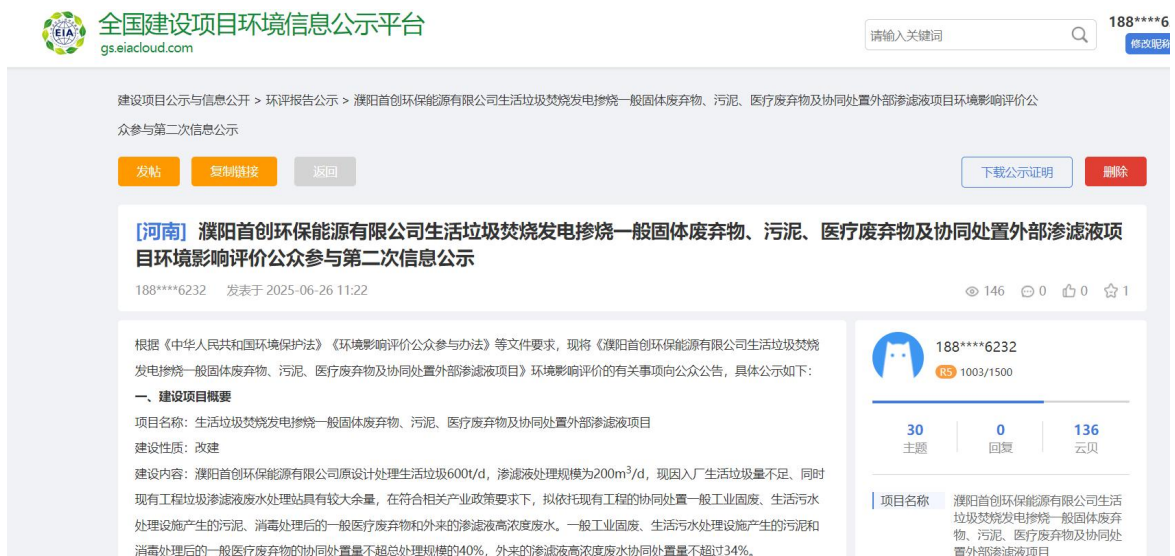 EIA
全国建设项目环境信息公示平台
gs.eiacloud.com
请输入关键词
188****6
修改昵称
建设项目公示与信息公开 > 环评报告公示 > 濮阳首创环保能源有限公司生活垃圾焚烧发电掺烧一般固体废弃物、污泥、医疗废弃物及协同处置外部渗滤液项目环境影响评价公
众参与第二次信息公示
发帖 复制链接 返回 下载公示证明 删除
[河南] 濮阳首创环保能源有限公司生活垃圾焚烧发电掺烧一般固体废弃物、污泥、医疗废弃物及协同处置外部渗滤液项
目环境影响评价公众参与第二次信息公示
188****6232 发表于 2025-06-26 11:22 146 0 0 1
根据《中华人民共和国环境保护法》《环境影响评价公众参与办法》等文件要求，现将《濮阳首创环保能源有限公司生活垃圾焚烧
发电掺烧一般固体废弃物、污泥、医疗废弃物及协同处置外部渗滤液项目》环境影响评价的有关事项向公众公告，具体公示如下：
一、建设项目概要
项目名称：生活垃圾焚烧发电掺烧一般固体废弃物、污泥、医疗废弃物及协同处置外部渗滤液项目
建设性质：改建
建设内容：濮阳首创环保能源有限公司原设计处理生活垃圾600t/d，渗滤液处理规模为200m³/d，现因入厂生活垃圾量不足、同时
现有工程垃圾渗滤液废水处理站具有较大余量，在符合相关产业政策要求下，拟依托现有工程的协同处置一般工业固废、生活污水
处理设施产生的污泥、消毒处理后的一般医疗废弃物和外来的渗滤液高浓度废水。一般工业固废、生活污水处理设施产生的污泥和
消毒处理后的一般医疗废弃物的协同处置量不超总处理规模的40%，外来的渗滤液高浓度废水协同处置量不超过34%。
188****6232
R5 1003/1500
30 0 136
主题 回复 云贝
项目名称 濮阳首创环保能源有限公司生活
垃圾焚烧发电掺烧一般固体废弃
物、污泥、医疗废弃物及协同处
置外部渗滤液项目